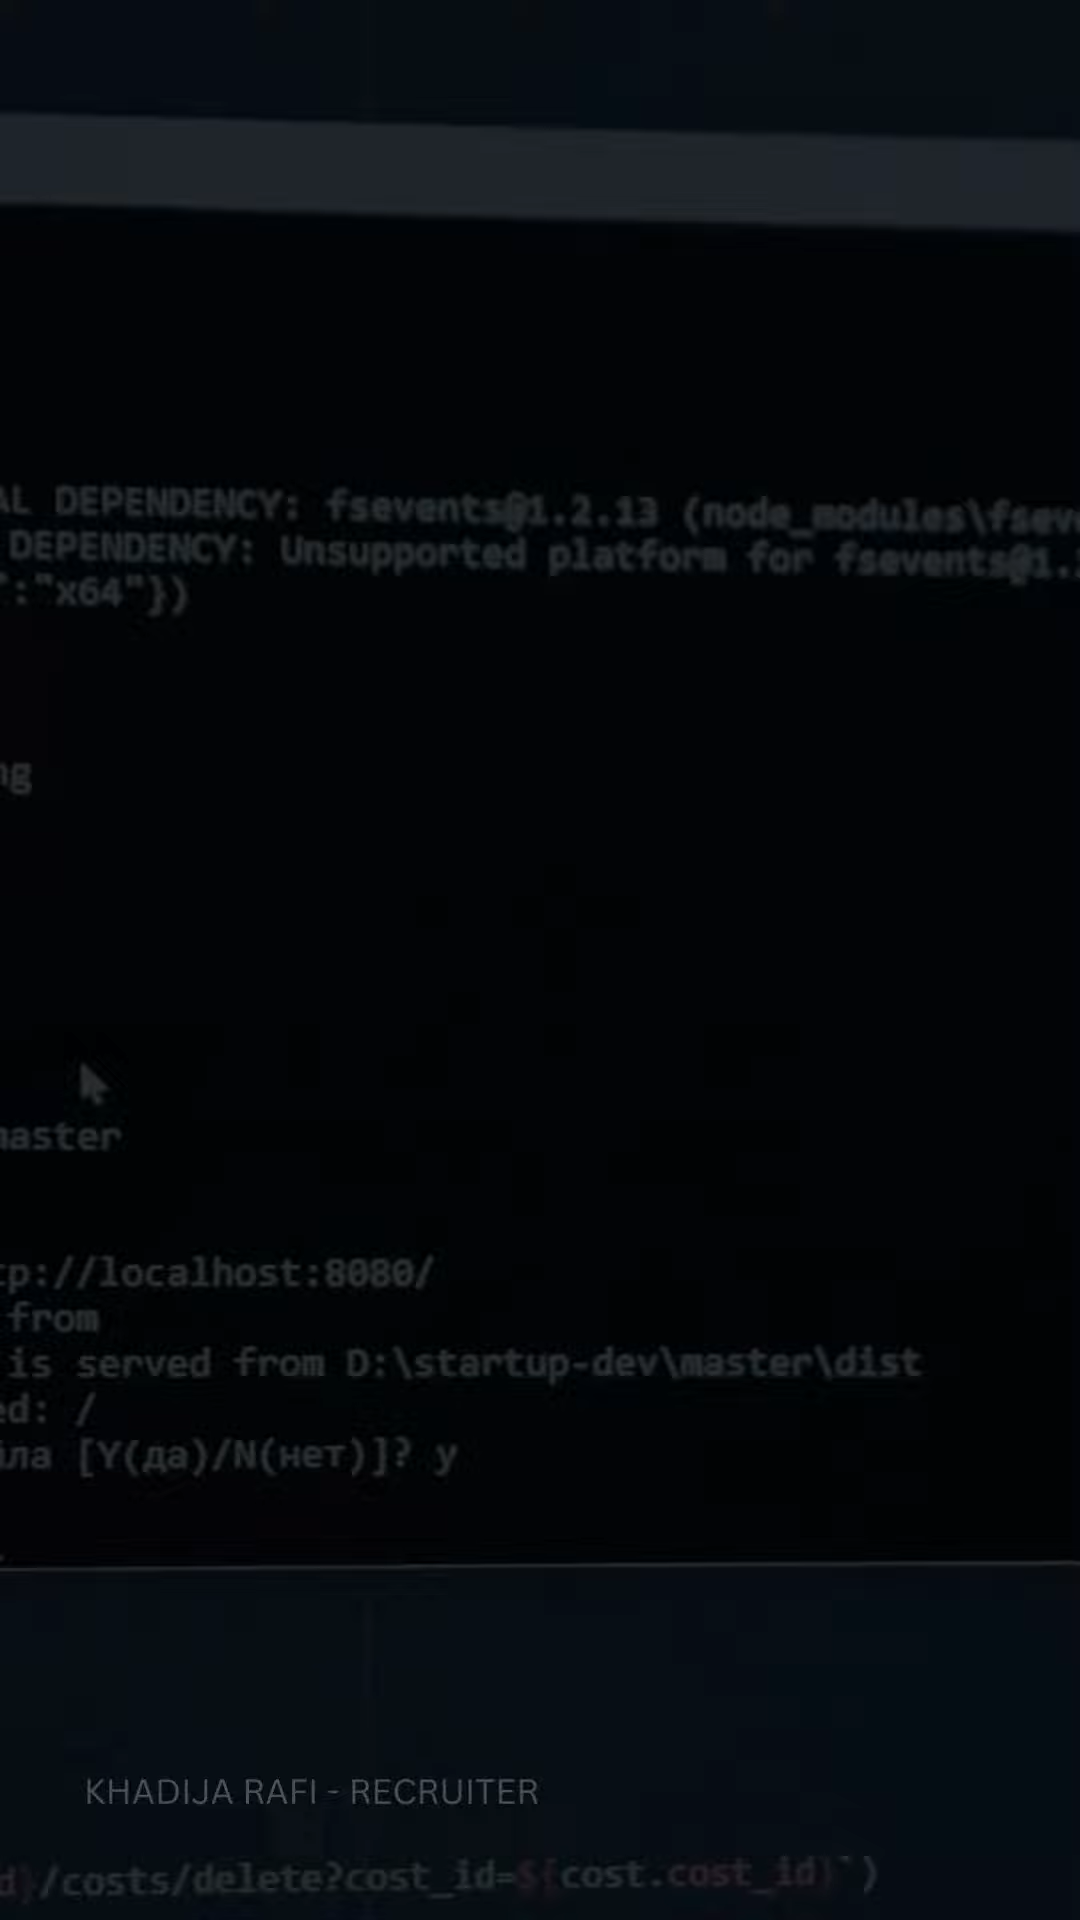 AL DEPENDENCY: fsevents@1.2.13 (node_modules\fseve
DEPENDENCY: Unsupported platform for fsevents@1.
":"x64"})
ng
master
tp://localhost:8080/
from
is served from D:\startup-dev\master\dist
ed: /
йла [Y(да)/N(нет)]? y
KHADIJA RAFI - RECRUITER
d}/costs/delete?cost_id=${cost.cost_id}`)